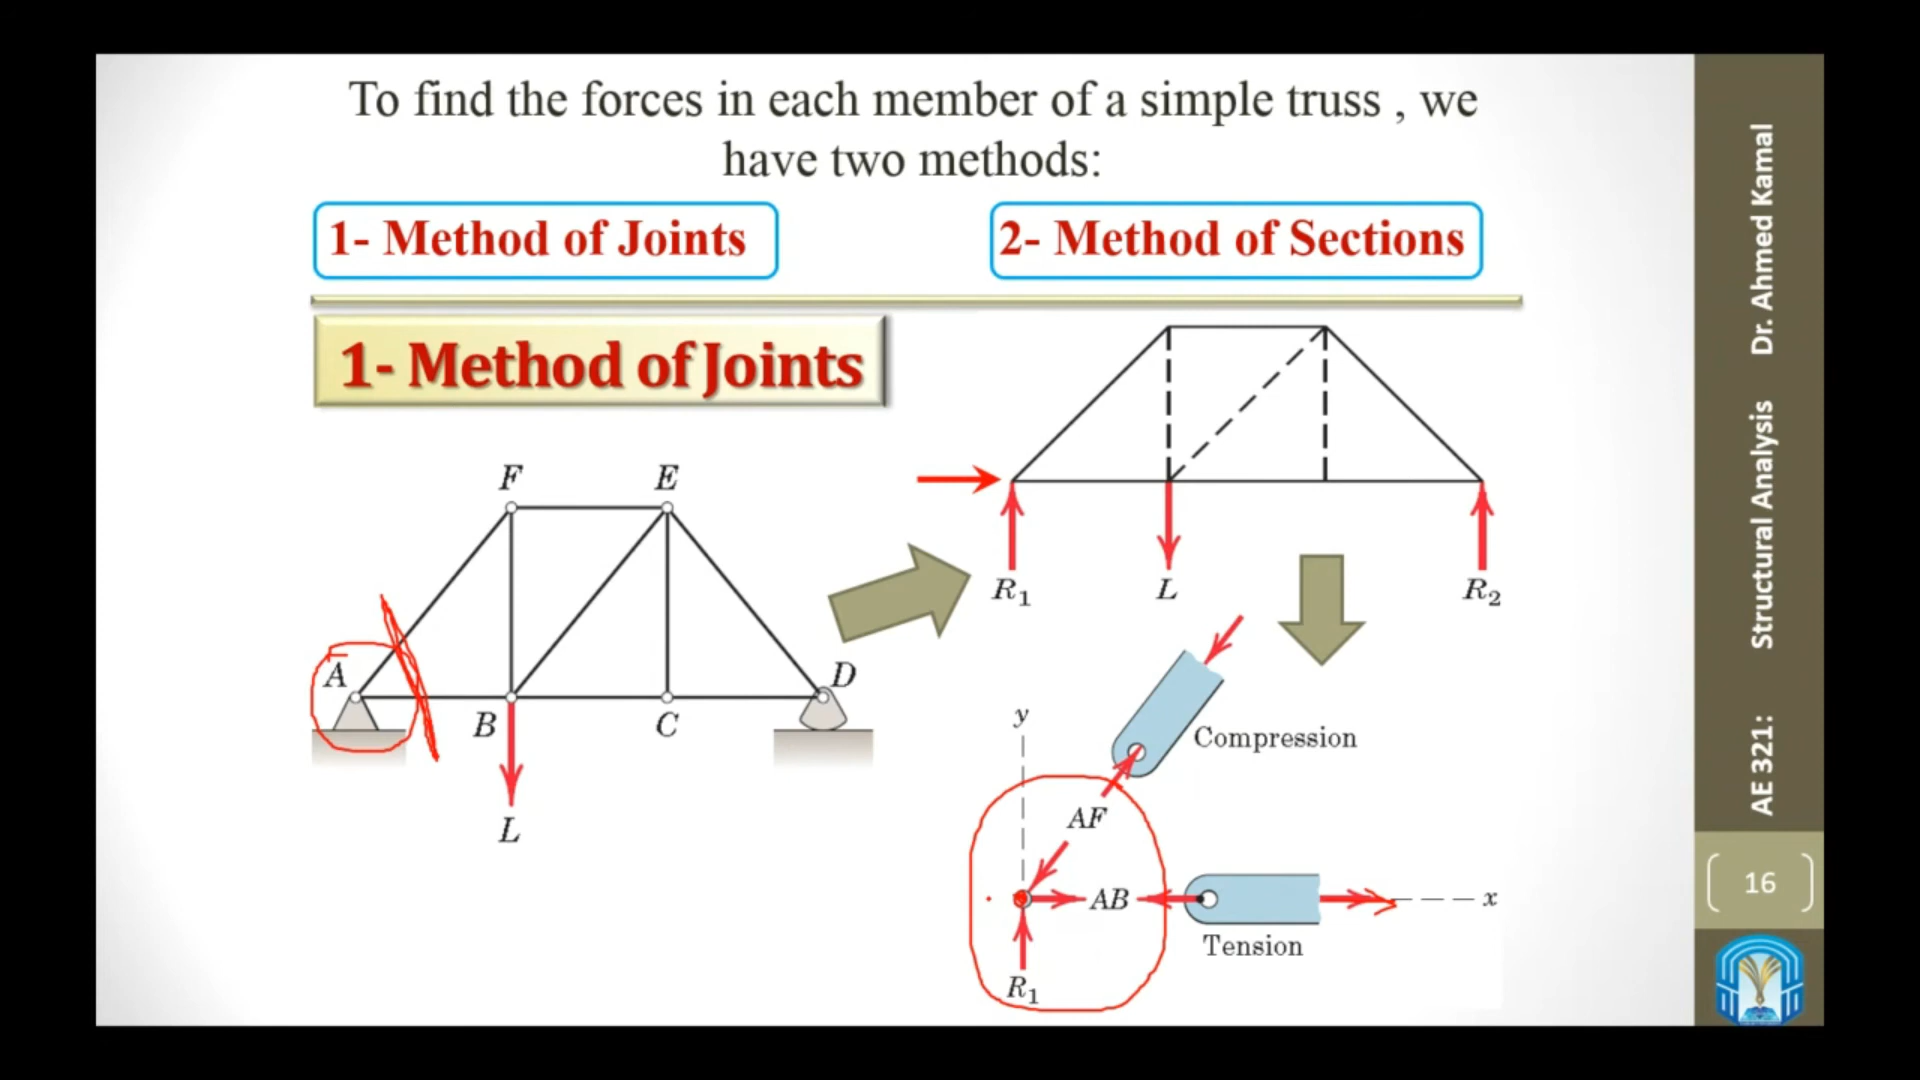 To find the forces in each member of a simple truss , we
have two methods:
1- Method of Joints
2- Method of Sections
1- Method of Joints
F
E
A
D
B
C
L
R1
L
R2
y
Compression
AF
AB
x
Tension
R1
AE 321: Structural Analysis Dr. Ahmed Kamal
16